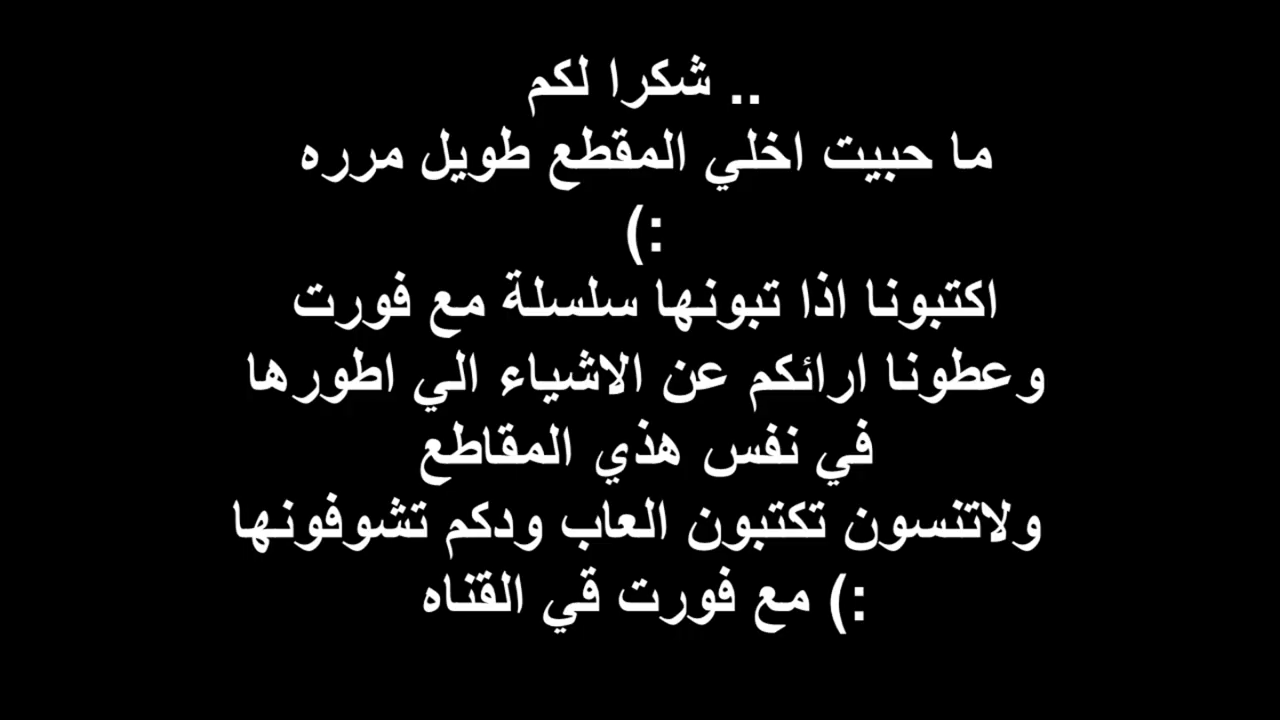 شكرا لكم ..
ما حبيت اخلي المقطع طويل مرره
:)
اكتبونا اذا تبونها سلسلة مع فورت
وعطونا ارائكم عن الاشياء الي اطورها
في نفس هذي المقاطع
ولاتنسون تكتبون العاب ودكم تشوفونها
مع فورت قي القناه :)